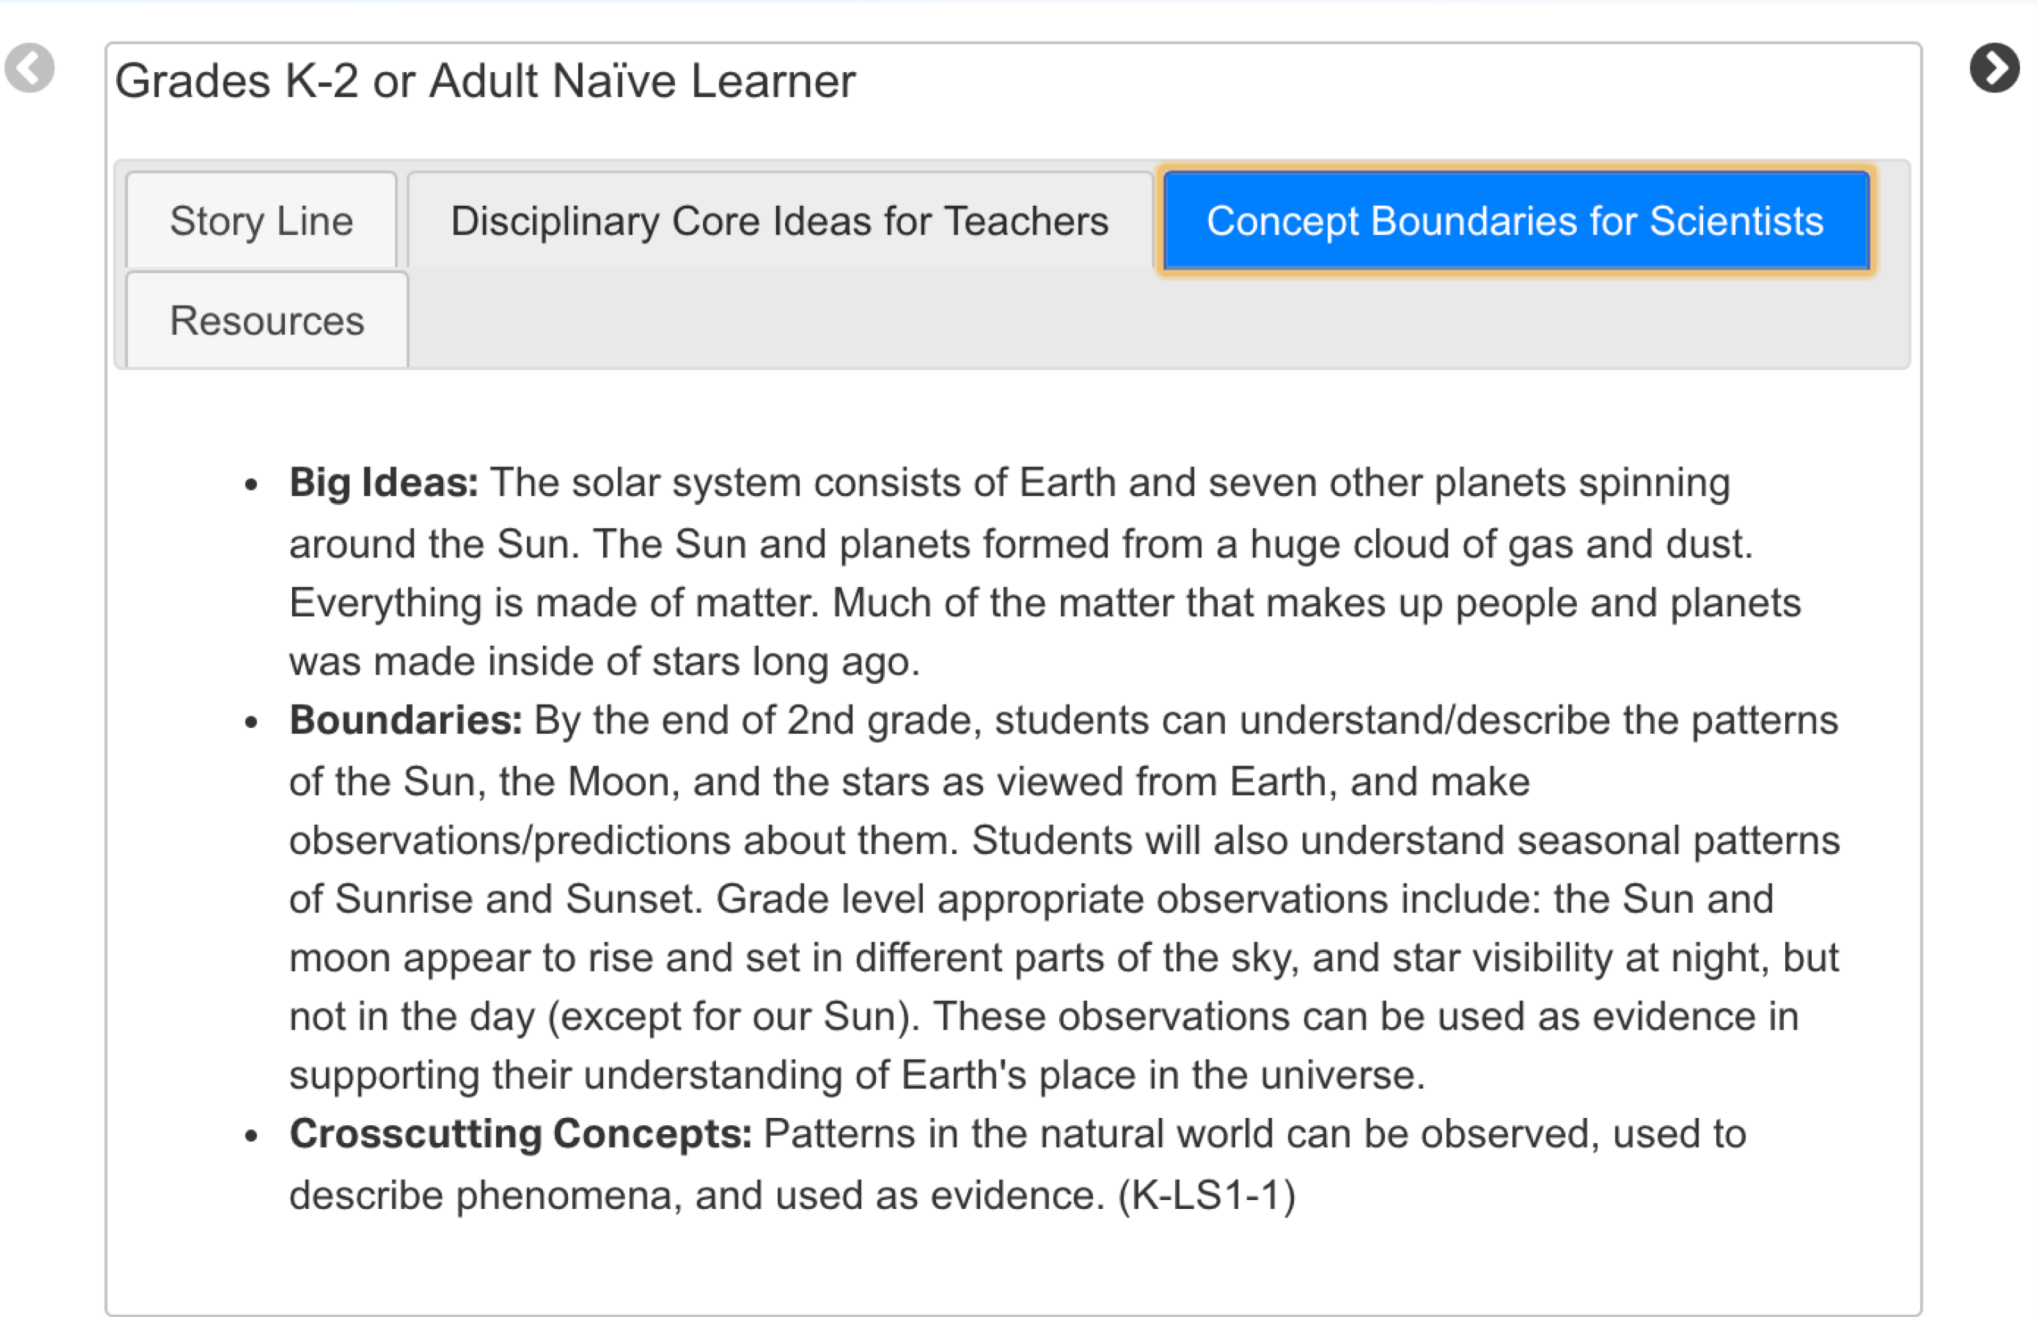 Grades K-2 or Adult Naïve Learner
Story Line
Disciplinary Core Ideas for Teachers
Concept Boundaries for Scientists
Resources
• Big Ideas: The solar system consists of Earth and seven other planets spinning
around the Sun. The Sun and planets formed from a huge cloud of gas and dust.
Everything is made of matter. Much of the matter that makes up people and planets
was made inside of stars long ago.
• Boundaries: By the end of 2nd grade, students can understand/describe the patterns
of the Sun, the Moon, and the stars as viewed from Earth, and make
observations/predictions about them. Students will also understand seasonal patterns
of Sunrise and Sunset. Grade level appropriate observations include: the Sun and
moon appear to rise and set in different parts of the sky, and star visibility at night, but
not in the day (except for our Sun). These observations can be used as evidence in
supporting their understanding of Earth's place in the universe.
• Crosscutting Concepts: Patterns in the natural world can be observed, used to
describe phenomena, and used as evidence. (K-LS1-1)